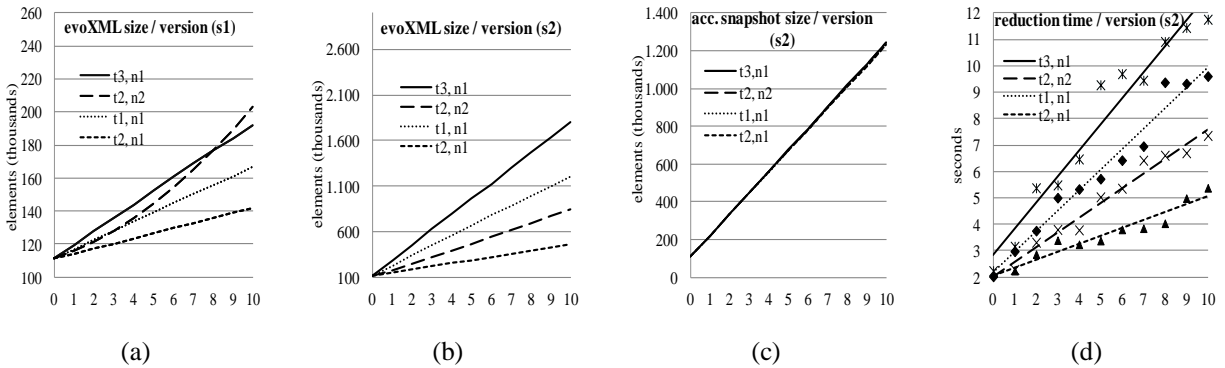 evoXML size / version (s1)
elements (thousands)
260
240
220
200
180
160
140
120
100
t3, n1
t2, n2
t1, n1
t2, n1
0 1 2 3 4 5 6 7 8 9 10
(a)
evoXML size / version (s2)
elements (thousands)
2.600
2.100
1.600
1.100
600
100
t3, n1
t2, n2
t1, n1
t2, n1
0 1 2 3 4 5 6 7 8 9 10
(b)
acc. snapshot size / version
(s2)
elements (thousands)
1.400
1.200
1.000
800
600
400
200
0
t3,n1
t2, n2
t1,n1
t2, n1
0 1 2 3 4 5 6 7 8 9 10
(c)
reduction time / version (s2)
seconds
12
11
10
9
8
7
6
5
4
3
2
t3, n1
t2, n2
t1, n1
t2, n1
0 1 2 3 4 5 6 7 8 9 10
(d)